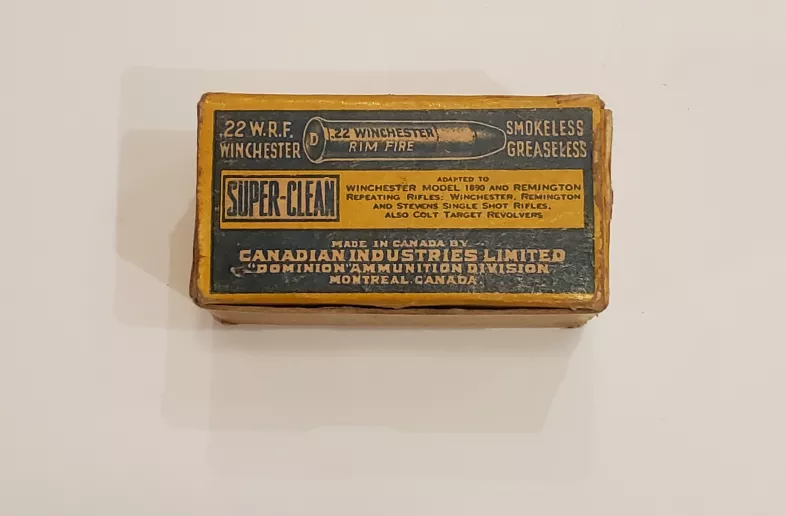 .22 W.R.F.
WINCHESTER
D
.22 WINCHESTER
RIM FIRE
SMOKELESS
GREASELESS
SUPER-CLEAN
ADAPTED TO
WINCHESTER MODEL 1890 AND REMINGTON
REPEATING RIFLES; WINCHESTER, REMINGTON
AND STEVENS SINGLE SHOT RIFLES,
ALSO COLT TARGET REVOLVERS
MADE IN CANADA BY
CANADIAN INDUSTRIES LIMITED
"DOMINION" AMMUNITION DIVISION
MONTREAL, CANADA